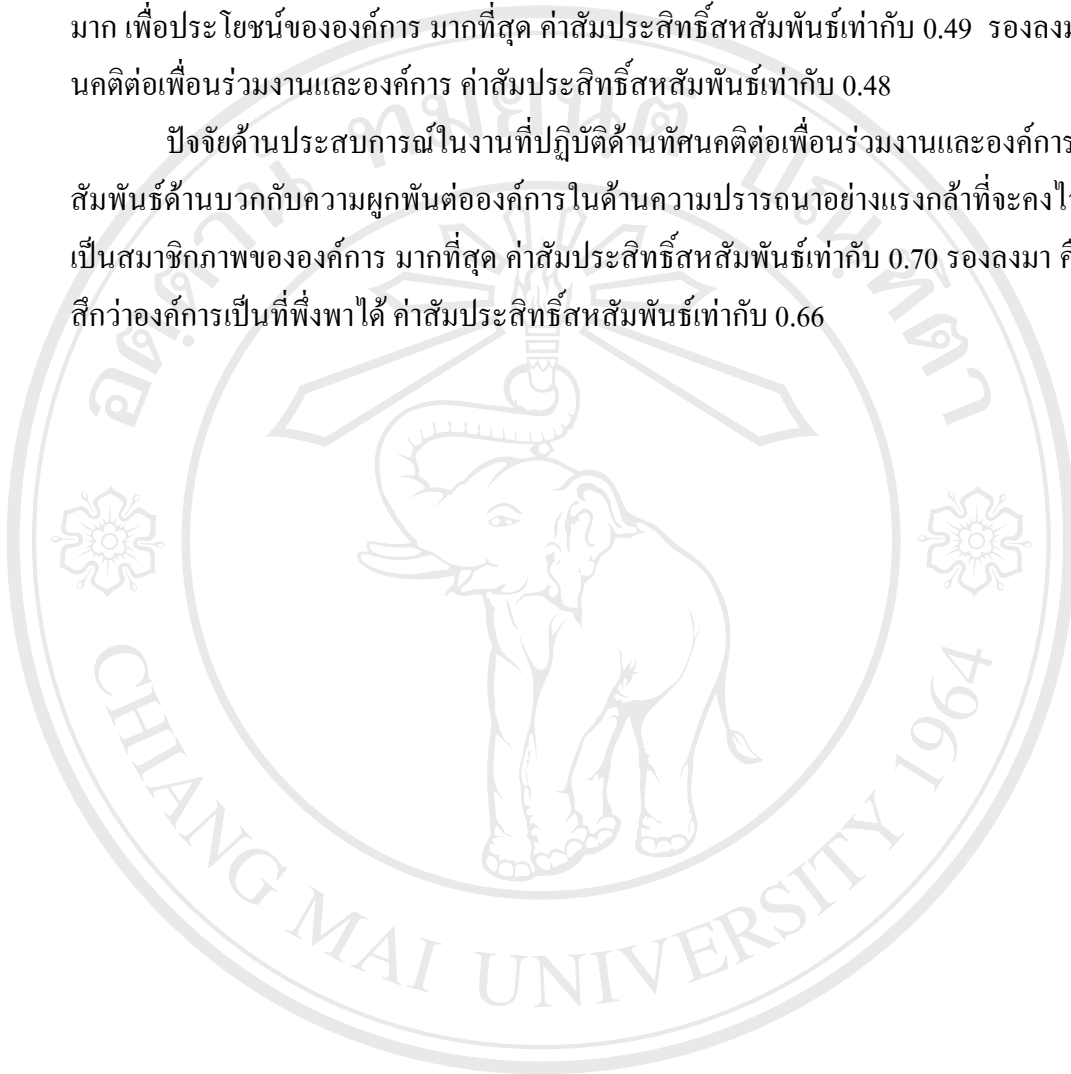 มาก เพื่อประโยชน์ขององค์การ มากที่สุด ค่าสัมประสิทธิ์สหสัมพันธ์เท่ากับ 0.49 รองลงม
นคติต่อเพื่อนร่วมงานและองค์การ ค่าสัมประสิทธิ์สหสัมพันธ์เท่ากับ 0.48
ปัจจัยด้านประสบการณ์ในงานที่ปฏิบัติด้านทัศนคติต่อเพื่อนร่วมงานและองค์การ
สัมพันธ์ด้านบวกกับความผูกพันต่อองค์การในด้านความปรารถนาอย่างแรงกล้าที่จะคงไว
เป็นสมาชิกภาพขององค์การ มากที่สุด ค่าสัมประสิทธิ์สหสัมพันธ์เท่ากับ 0.70 รองลงมา คื
สึกว่าองค์การเป็นที่พึ่งพาได้ ค่าสัมประสิทธิ์สหสัมพันธ์เท่ากับ 0.66
อตฺตานํ ทมยนฺติ ปณฺฑิตา
CHIANG MAI UNIVERSITY 1964